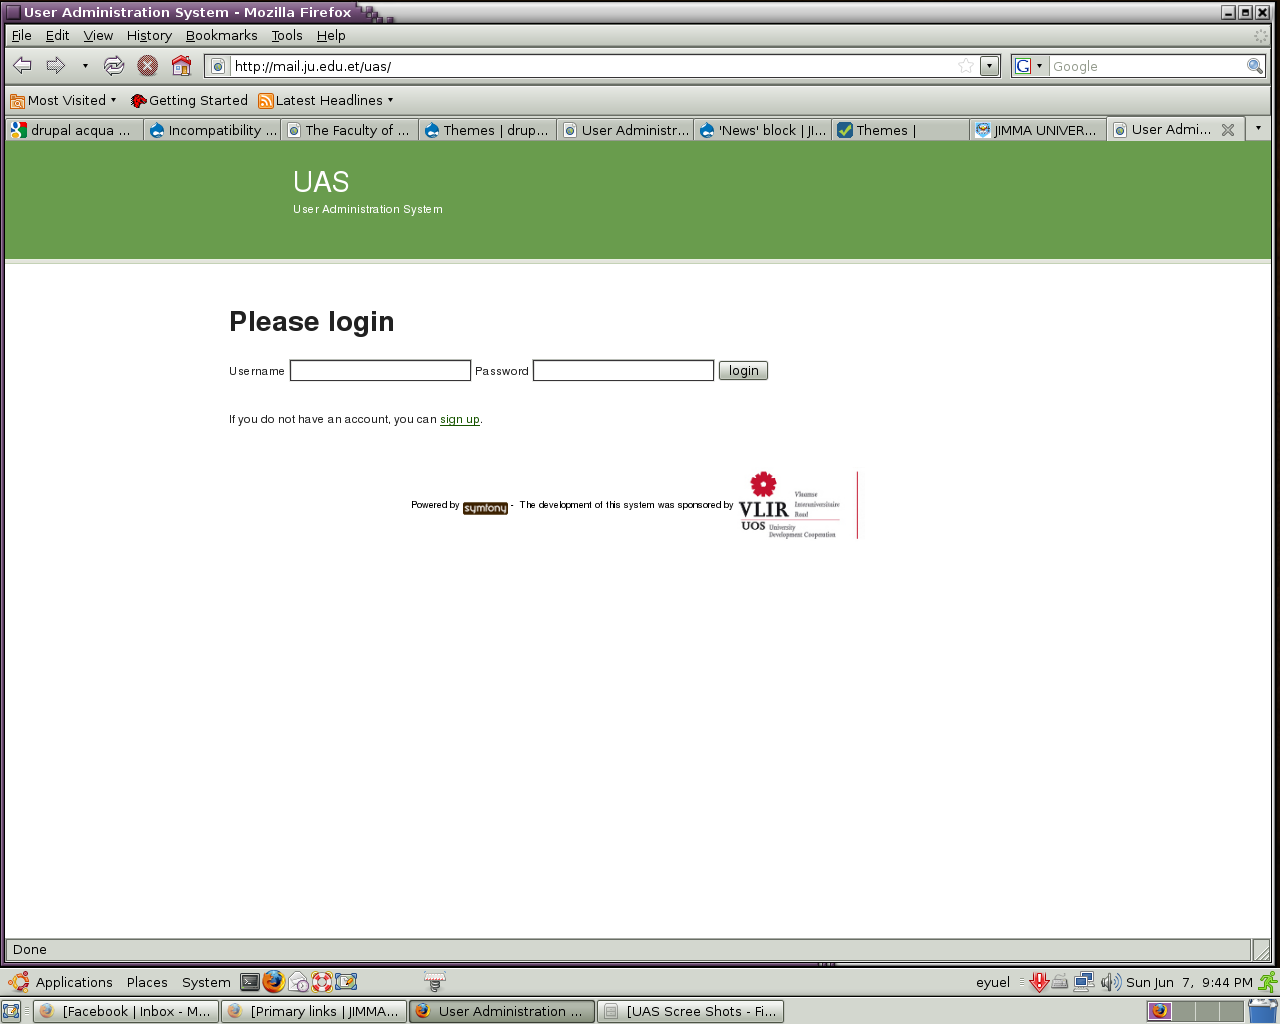 User Administration System - Mozilla Firefox
File Edit View History Bookmarks Tools Help
http://mail.ju.edu.et/uas/
Google
Most Visited Getting Started Latest Headlines
drupal acqua ... Incompatibility ... The Faculty of ... Themes | drup... User Administr... 'News' block | JI... Themes | JIMMA UNIVER... User Admi...
UAS
User Administration System
Please login
Username Password login
If you do not have an account, you can sign up.
Powered by symfony - The development of this system was sponsored by
VLIR Vlaamse Interuniversitaire Raad
UOS University Development Cooperation
Done
Applications Places System eyuel Sun Jun 7, 9:44 PM
[Facebook | Inbox - M... [Primary links | JIMMA... User Administration ... [UAS Scree Shots - Fi...